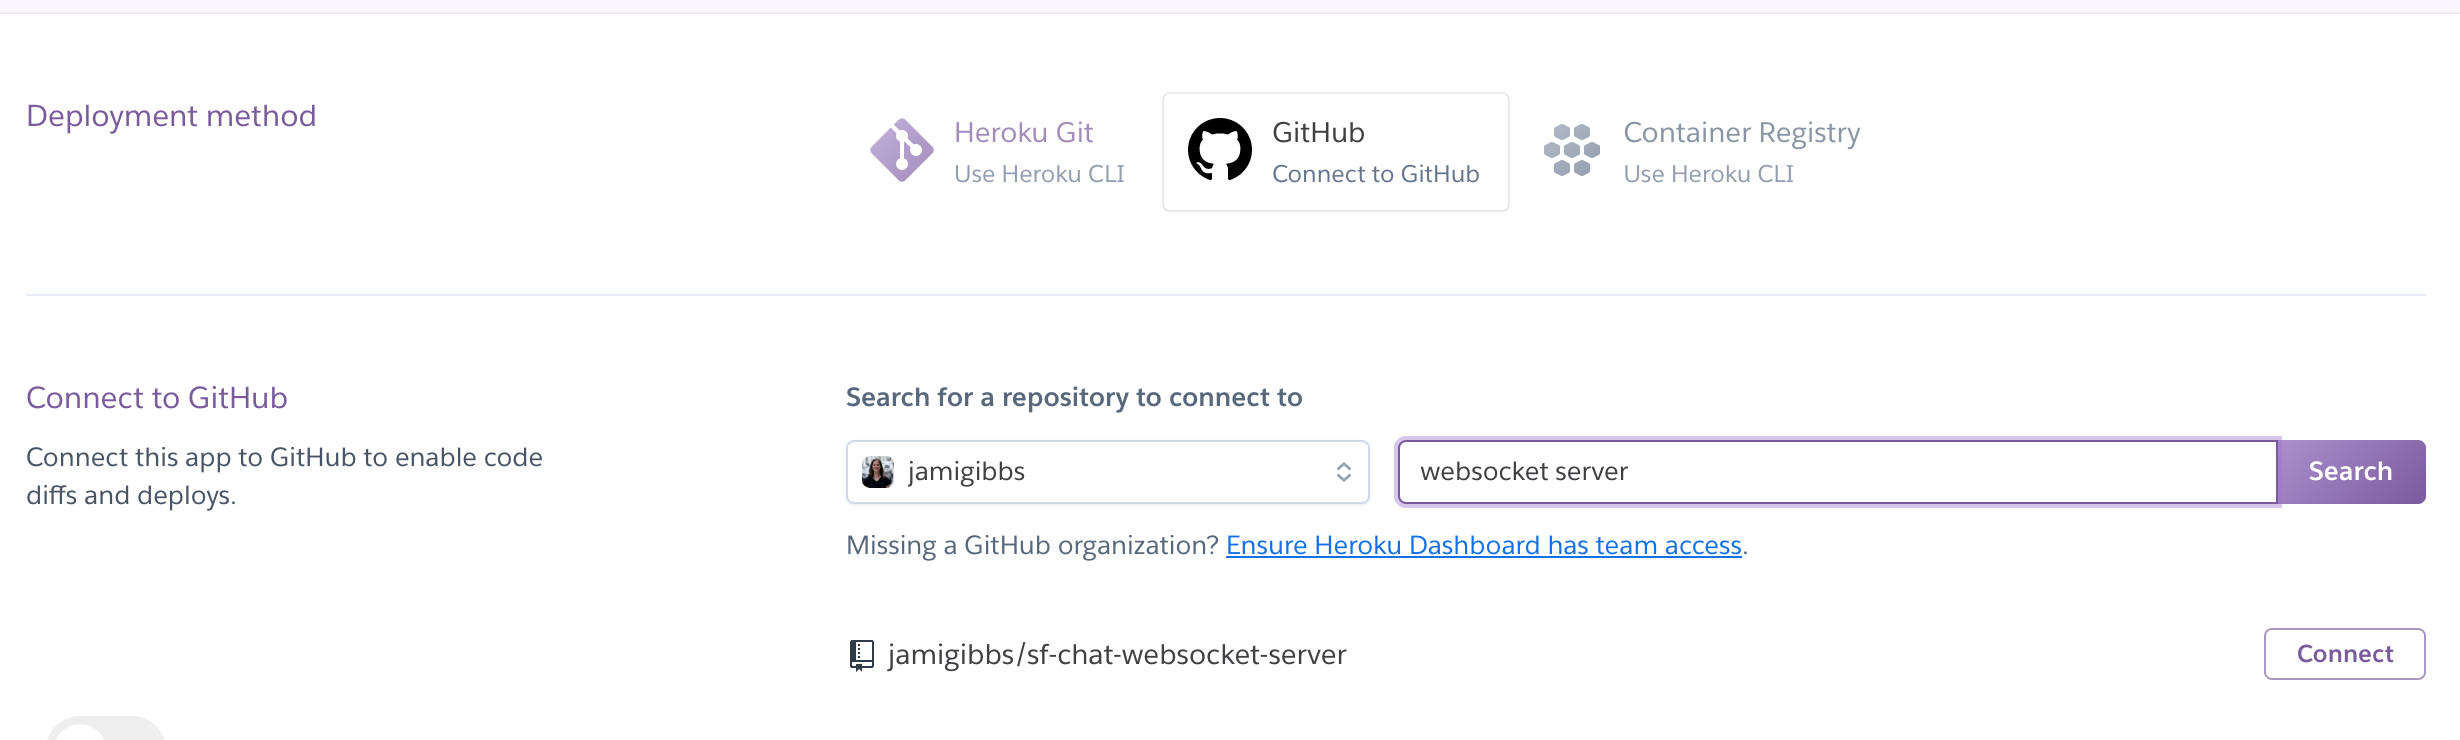 Deployment method
Heroku Git
Use Heroku CLI
GitHub
Connect to GitHub
Container Registry
Use Heroku CLI
Connect to GitHub
Connect this app to GitHub to enable code
diffs and deploys.
Search for a repository to connect to
jamigibbs
websocket server
Search
Missing a GitHub organization? Ensure Heroku Dashboard has team access.
jamigibbs/sf-chat-websocket-server
Connect